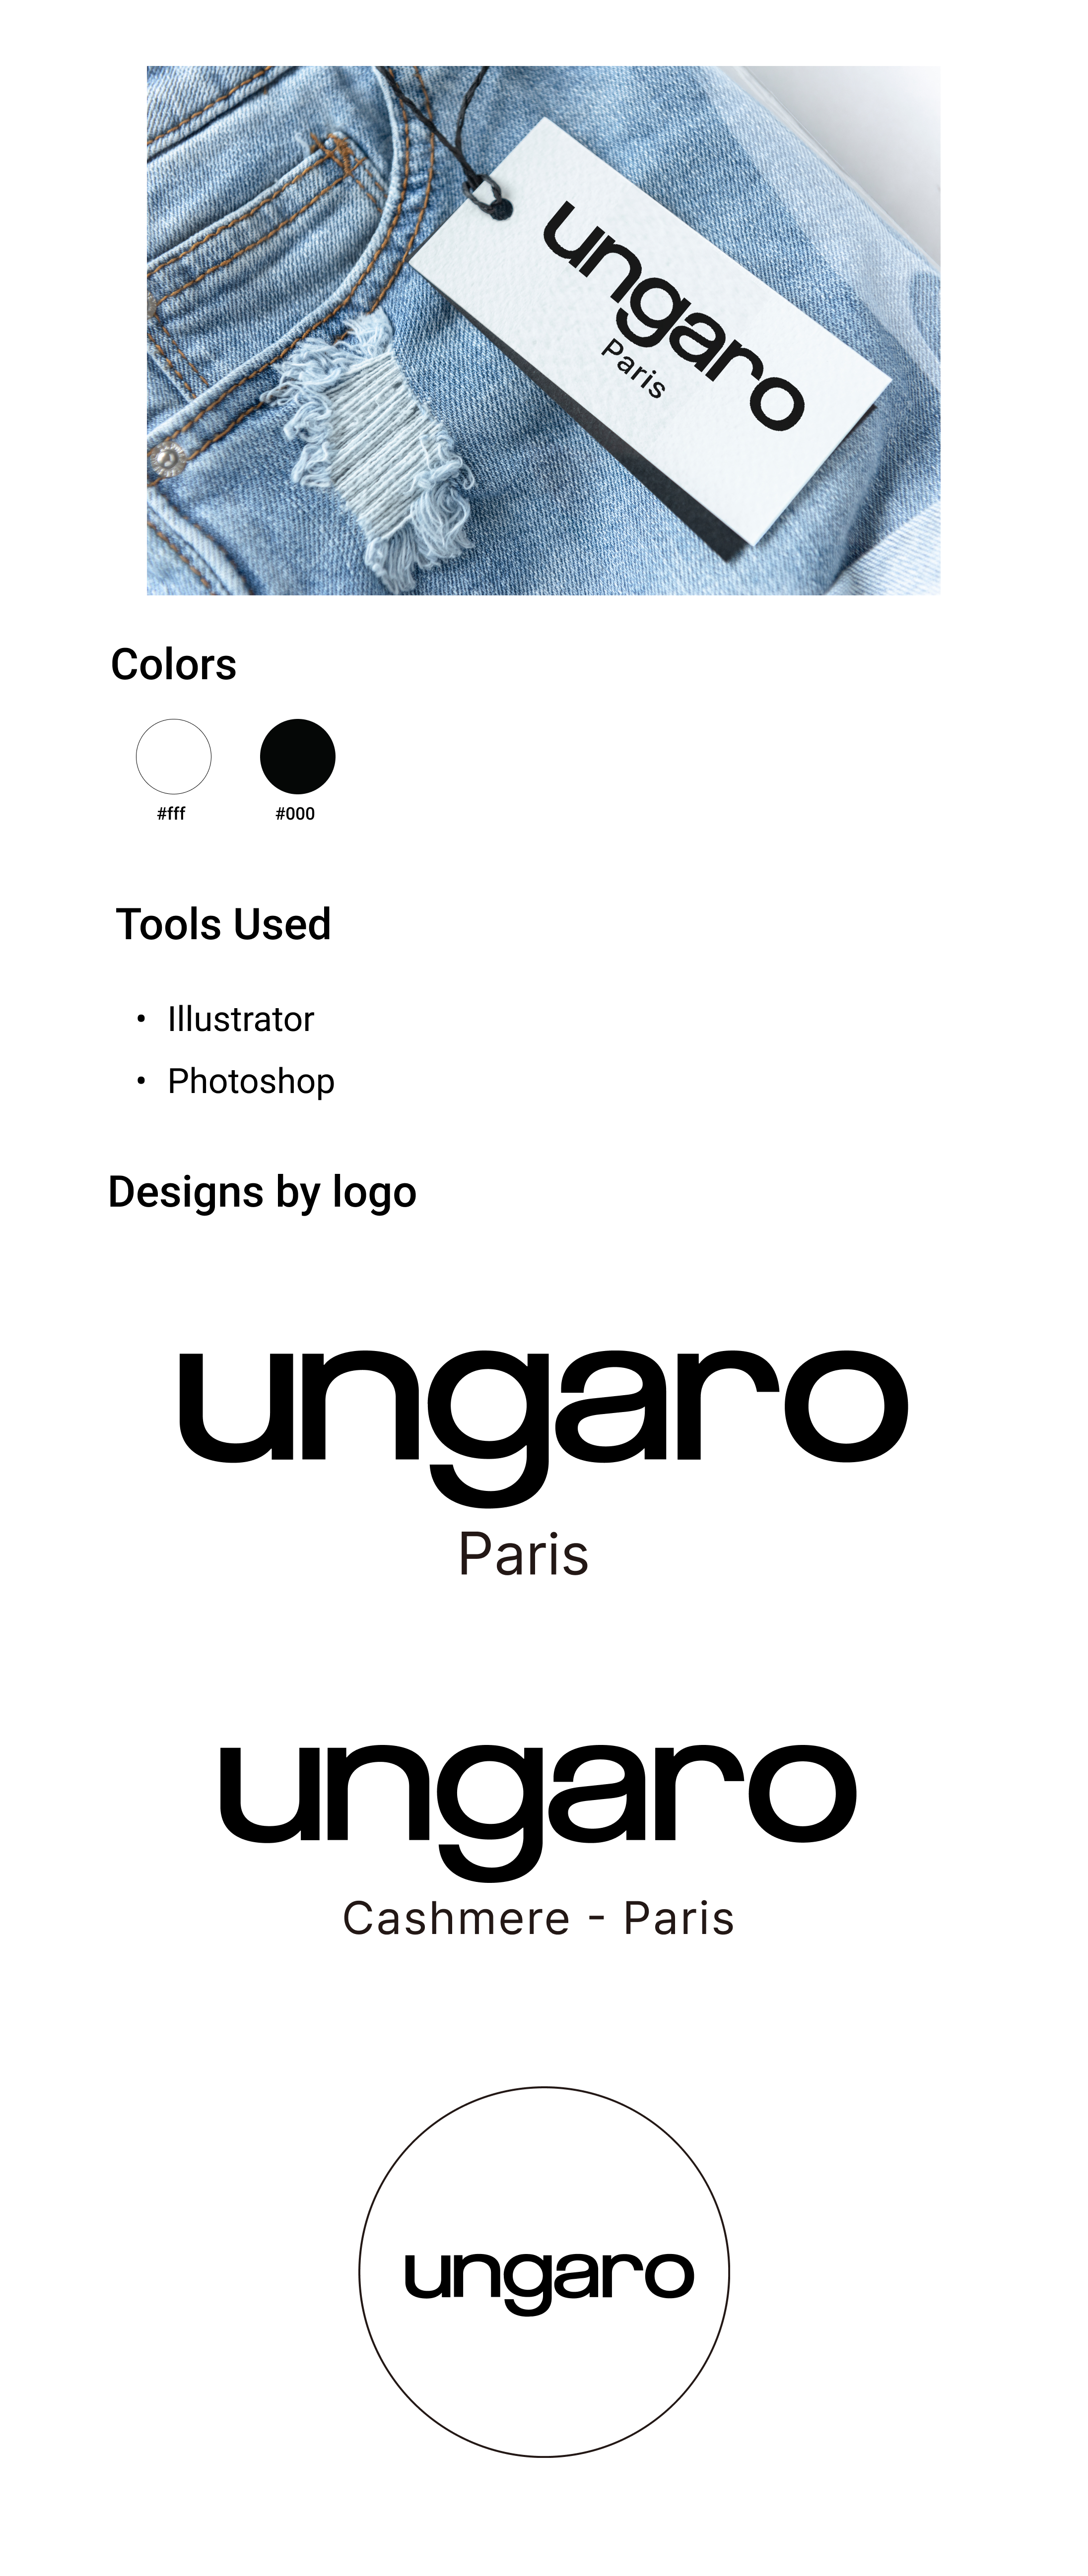 ungaro
Paris
Colors
#fff
#000
Tools Used
• Illustrator
• Photoshop
Designs by logo
ungaro
Paris
ungaro
Cashmere - Paris
ungaro